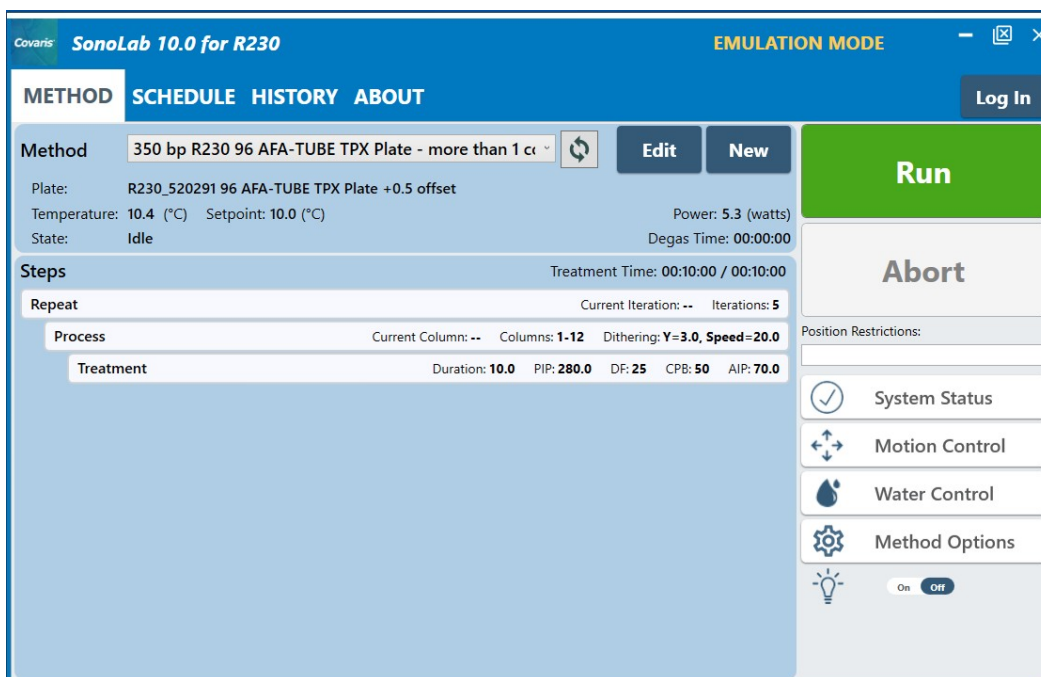 Covaris SonoLab 10.0 for R230 EMULATION MODE
METHOD SCHEDULE HISTORY ABOUT Log In
Method 350 bp R230 96 AFA-TUBE TPX Plate - more than 1 Edit New
Plate: R230_520291 96 AFA-TUBE TPX Plate +0.5 offset
Temperature: 10.4 (°C) Setpoint: 10.0 (°C) Power: 5.3 (watts)
State: Idle Degas Time: 00:00:00
Steps Treatment Time: 00:10:00 / 00:10:00
Repeat Current Iteration: -- Iterations: 5
Process Current Column: -- Columns: 1-12 Dithering: Y=3.0, Speed=20.0
Treatment Duration: 10.0 PIP: 280.0 DF: 25 CPB: 50 AIP: 70.0
Run
Abort
Position Restrictions:
System Status
Motion Control
Water Control
Method Options
On Off